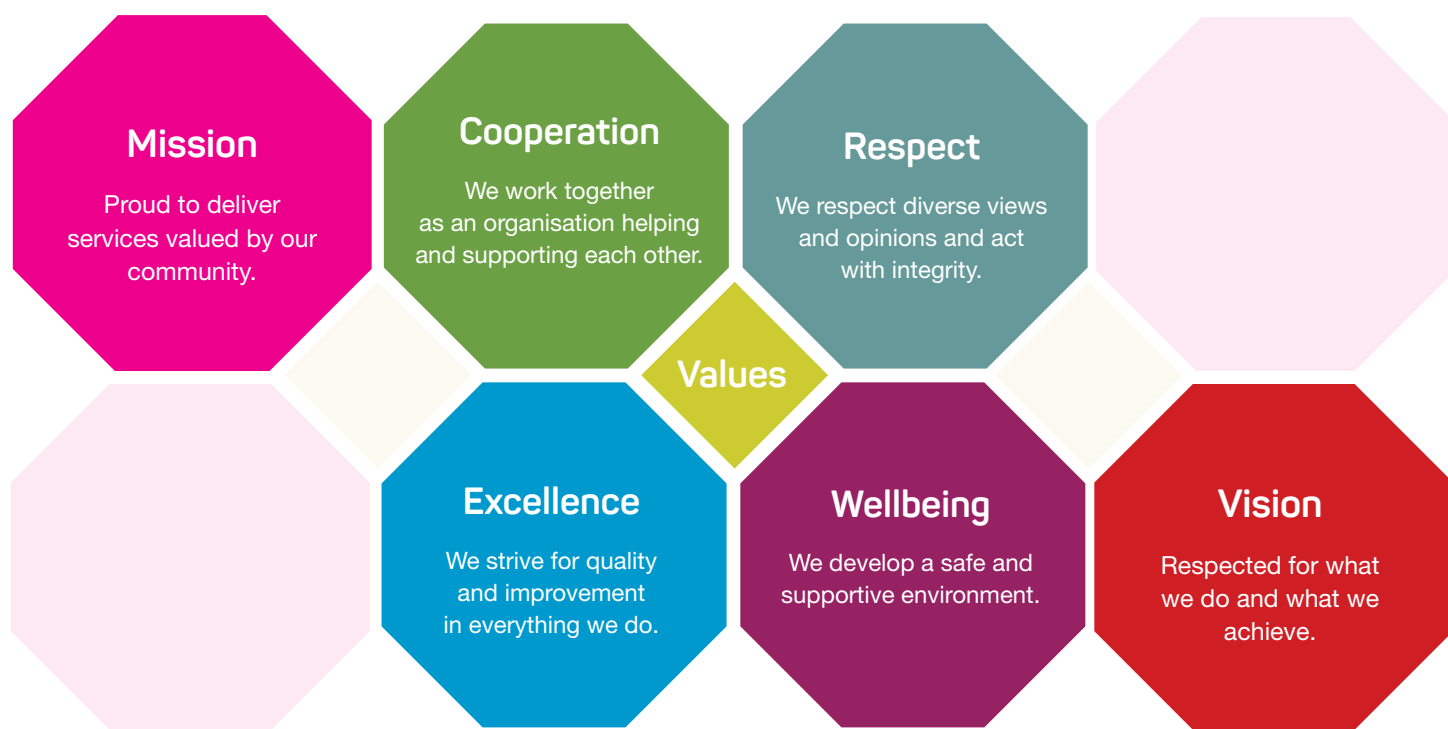 Mission
Proud to deliver
services valued by our
community.
Cooperation
We work together
as an organisation helping
and supporting each other.
Respect
We respect diverse views
and opinions and act
with integrity.
Values
Excellence
We strive for quality
and improvement
in everything we do.
Wellbeing
We develop a safe and
supportive environment.
Vision
Respected for what
we do and what we
achieve.